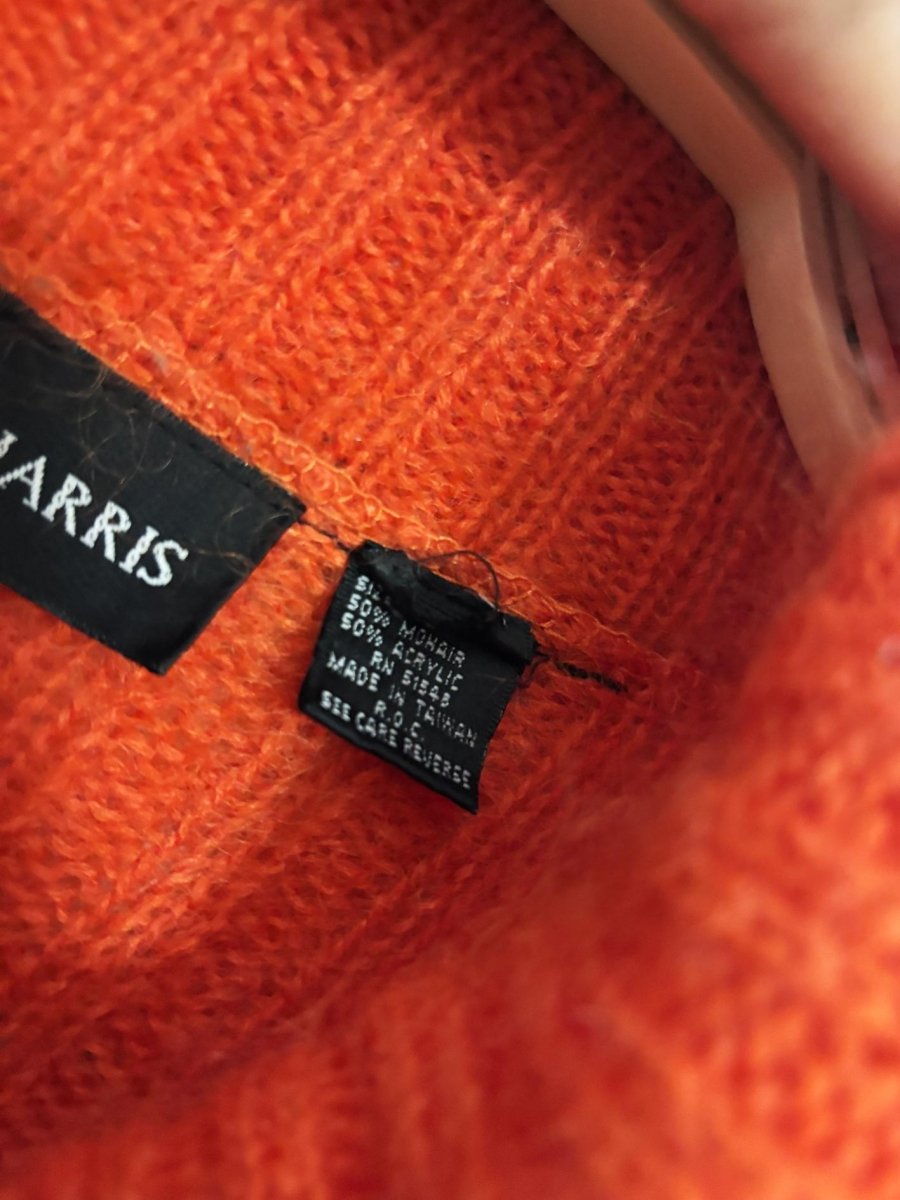 ARRIS
50% MOHAIR
50% ACRYLIC
RN 51548
MADE IN TAIWAN
R.O.C.
SEE CARE REVERSE